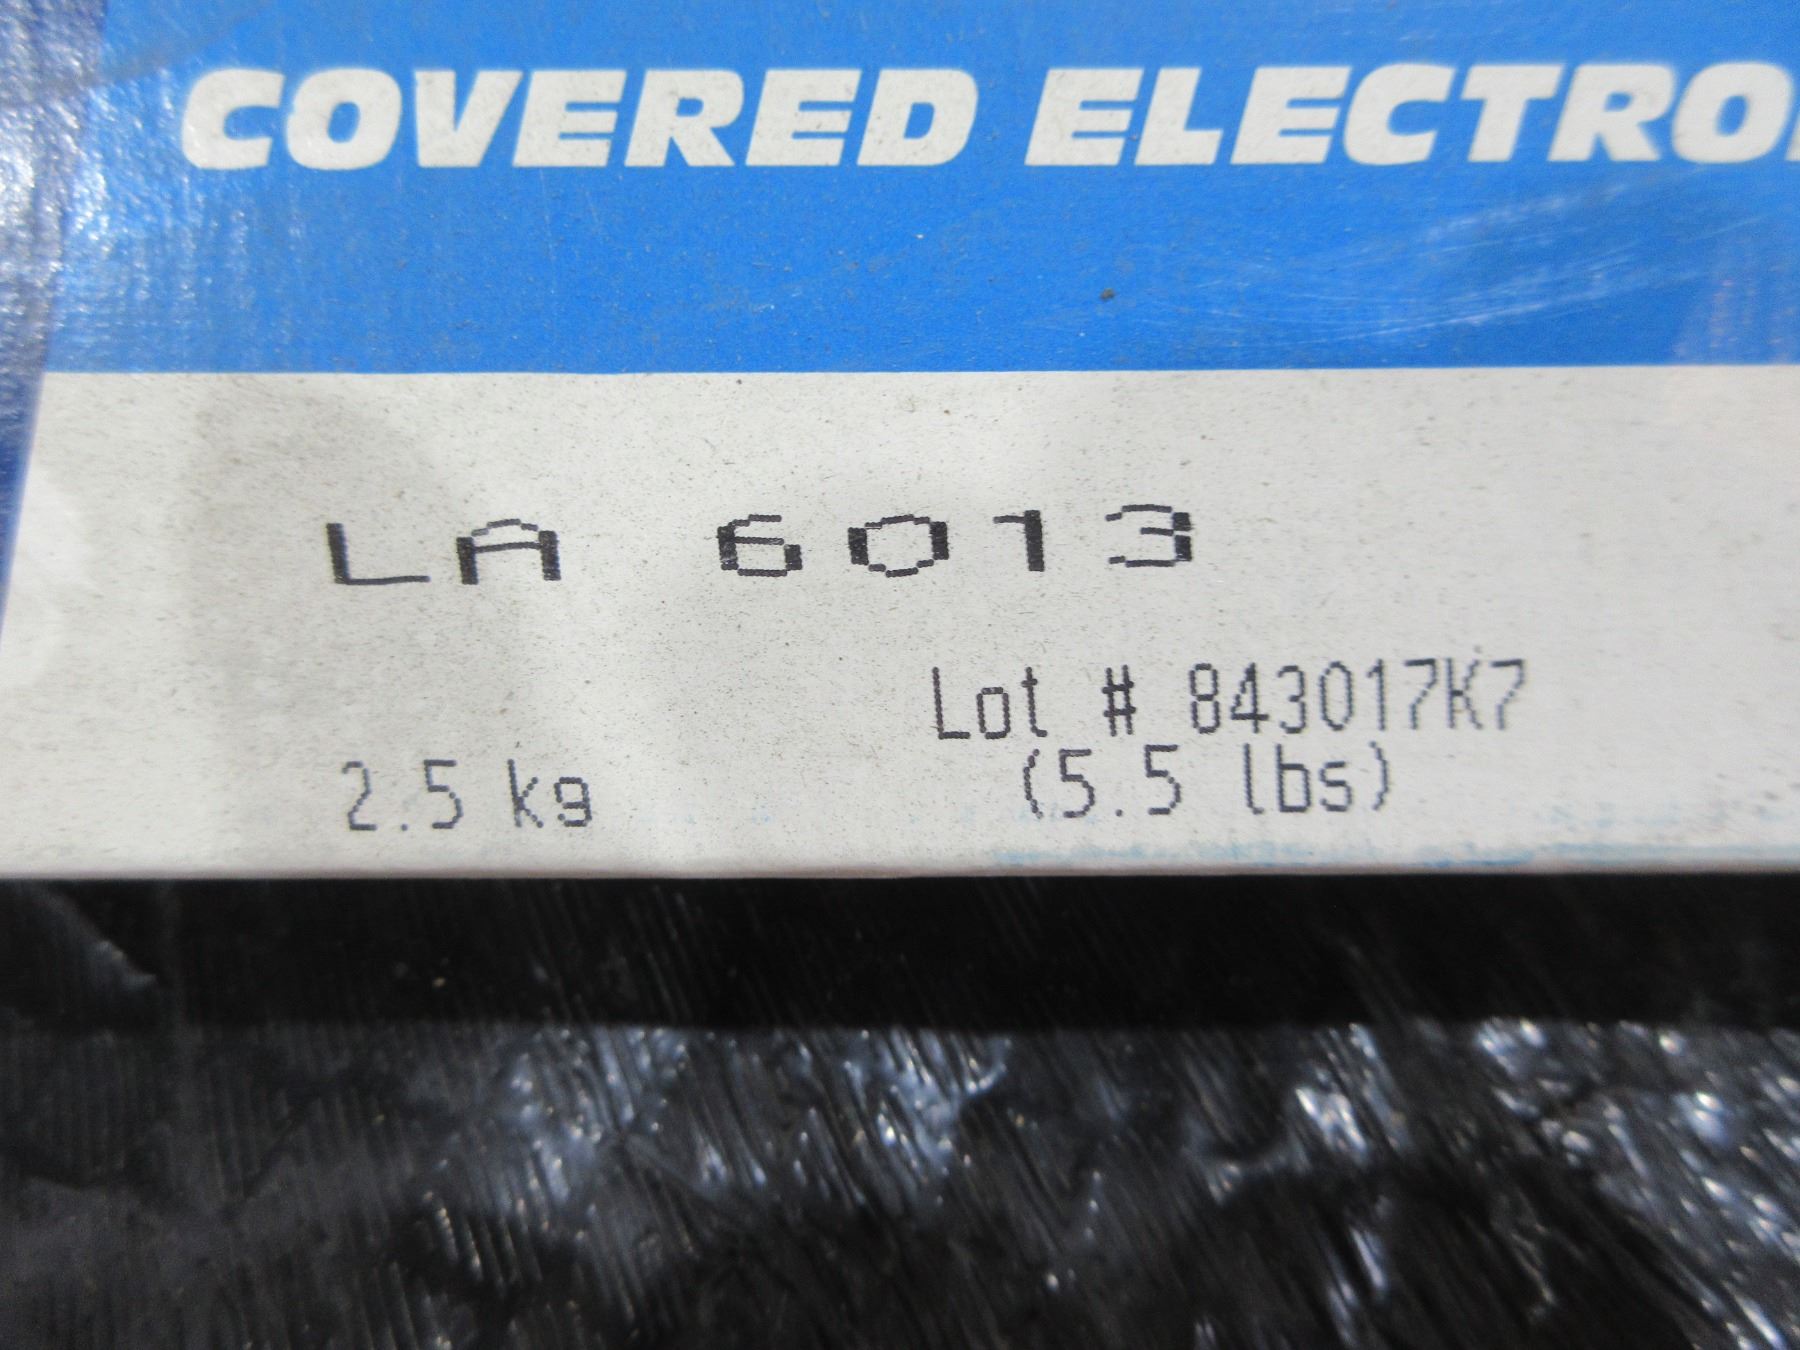 COVERED ELECTRO
LA 6013
Lot # 843017K7
2.5 kg (5.5 lbs)